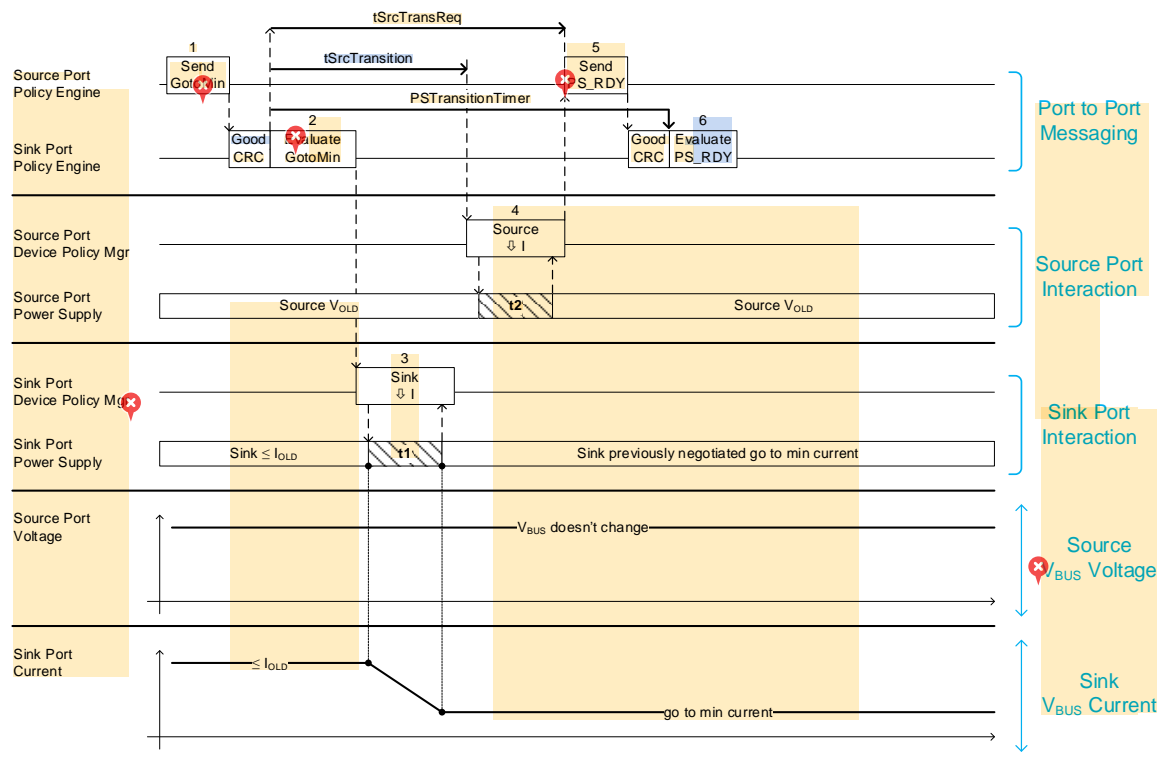 tSrcTransReq
1
5
tSrcTransition
Source Port
Policy Engine
Send
GotoMin
Send
PS_RDY
PSTransitionTimer
Port to Port
Messaging
2
6
Sink Port
Policy Engine
Good
CRC
Evaluate
GotoMin
Good
CRC
Evaluate
PS_RDY
4
Source Port
Device Policy Mgr
Source
⇩ I
Source Port
Interaction
Source Port
Power Supply
Source VOLD
t2
Source VOLD
3
Sink Port
Device Policy Mgr
Sink
⇩ I
Sink Port
Interaction
Sink Port
Power Supply
Sink ≤ IOLD
t1
Sink previously negotiated go to min current
Source Port
Voltage
VBUS doesn't change
Source
VBUS Voltage
Sink Port
Current
≤ IOLD
go to min current
Sink
VBUS Current